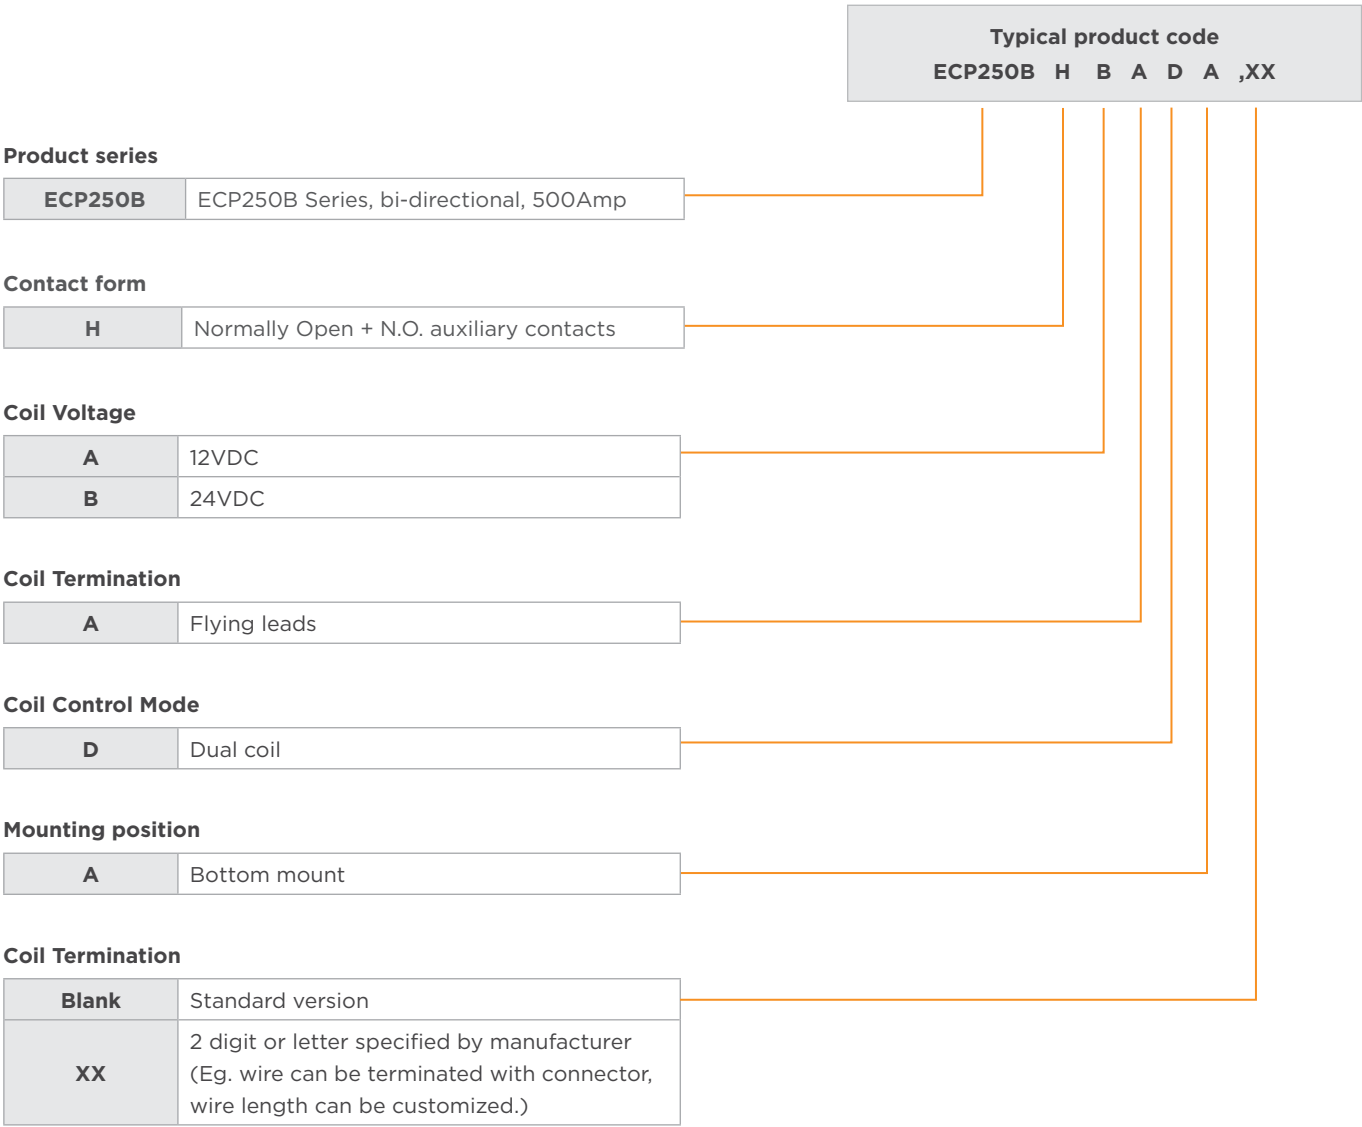 Typical product code
ECP250B H B A D A ,XX
Product series
ECP250B ECP250B Series, bi-directional, 500Amp
Contact form
H Normally Open + N.O. auxiliary contacts
Coil Voltage
A 12VDC
B 24VDC
Coil Termination
A Flying leads
Coil Control Mode
D Dual coil
Mounting position
A Bottom mount
Coil Termination
Blank Standard version
XX 2 digit or letter specified by manufacturer
(Eg. wire can be terminated with connector,
wire length can be customized.)